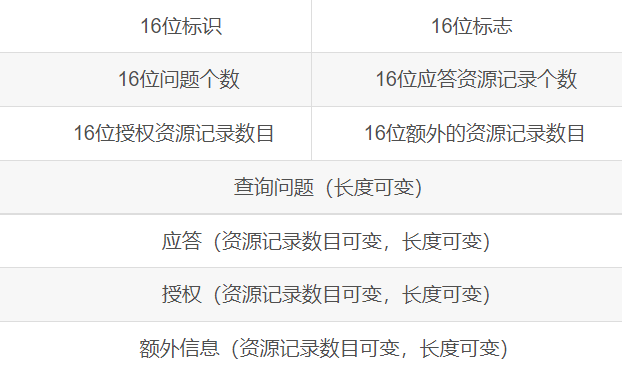 16位标识 16位标志
16位问题个数 16位应答资源记录个数
16位授权资源记录数目 16位额外的资源记录数目
查询问题（长度可变）
应答（资源记录数目可变，长度可变）
授权（资源记录数目可变，长度可变）
额外信息（资源记录数目可变，长度可变）